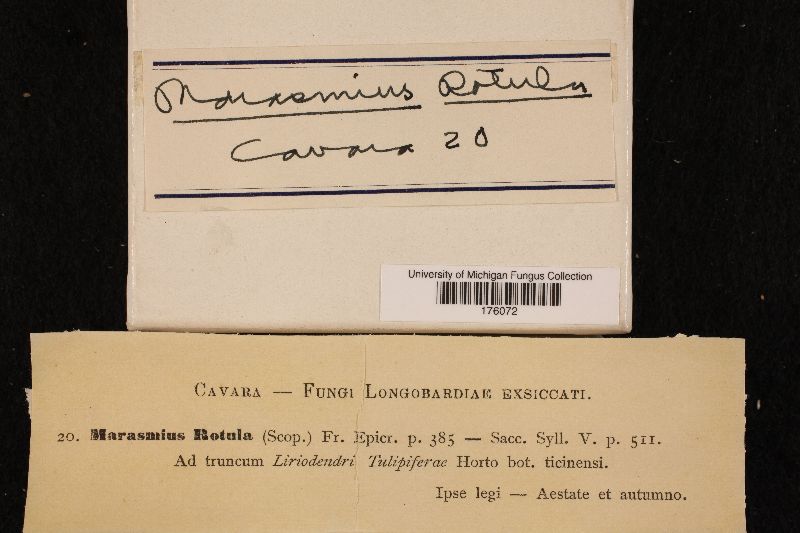 Marasmius Rotula
Cavara 20
University of Michigan Fungus Collection
176072
CAVARA — FUNGI LONGOBARDIAE EXSICCATI.
20. Marasmius Rotula (Scop.) Fr. Epicr. p. 385 — Sacc. Syll. V. p. 511.
Ad truncum Liriodendri Tulipiferae Horto bot. ticinensi.
Ipse legi — Aestate et autumno.